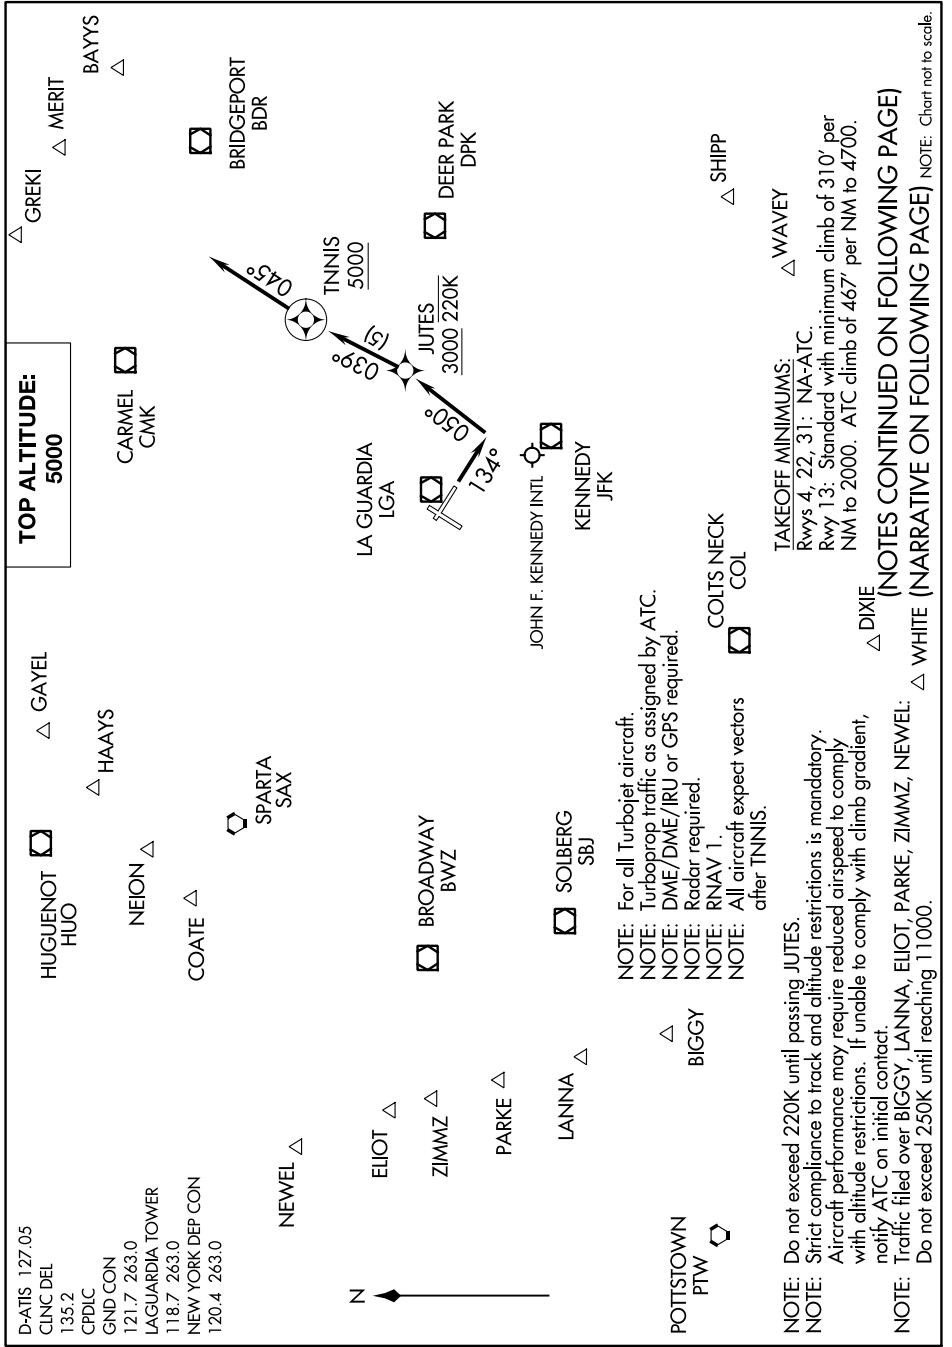 D-ATIS 127.05
CLNC DEL
135.2
CPDLC
GND CON
121.7 263.0
LAGUARDIA TOWER
118.7 263.0
NEW YORK DEP CON
120.4 263.0
TOP ALTITUDE:
5000
HUGUENOT
HUO
GAYEL
HAAYS
NEION
COATE
SPARTA
SAX
CARMEL
CMK
GREKI
MERIT
BAYYS
BRIDGEPORT
BDR
045°
TNNIS
5000
(5)
039°
JUTES
3000 220K
050°
134°
DEER PARK
DPK
LA GUARDIA
LGA
JOHN F. KENNEDY INTL
KENNEDY
JFK
NEWEL
ELIOT
ZIMMZ
PARKE
LANNA
BIGGY
BROADWAY
BWZ
SOLBERG
SBJ
N
POTTSTOWN
PTW
COLTS NECK
COL
DIXIE
WHITE
SHIPP
WAVEY
NOTE: For all Turbojet aircraft.
NOTE: Turboprop traffic as assigned by ATC.
NOTE: DME/DME/IRU or GPS required.
NOTE: Radar required.
NOTE: RNAV 1.
NOTE: All aircraft expect vectors
after TNNIS.
NOTE: Do not exceed 220K until passing JUTES.
NOTE: Strict compliance to track and altitude restrictions is mandatory.
Aircraft performance may require reduced airspeed to comply
with altitude restrictions. If unable to comply with climb gradient,
notify ATC on initial contact.
NOTE: Traffic filed over BIGGY, LANNA, ELIOT, PARKE, ZIMMZ, NEWEL:
Do not exceed 250K until reaching 11000.
TAKEOFF MINIMUMS:
Rwys 4, 22, 31: NA-ATC.
Rwy 13: Standard with minimum climb of 310' per
NM to 2000. ATC climb of 467' per NM to 4700.
(NOTES CONTINUED ON FOLLOWING PAGE)
(NARRATIVE ON FOLLOWING PAGE)
NOTE: Chart not to scale.